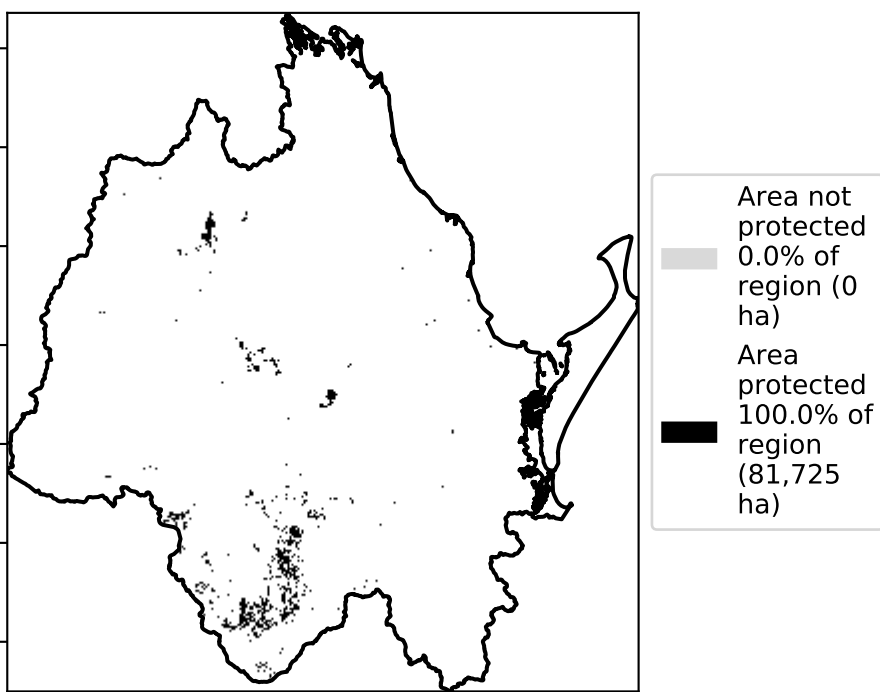 Area not
protected
0.0% of
region (0
ha)
Area
protected
100.0% of
region
(81,725
ha)